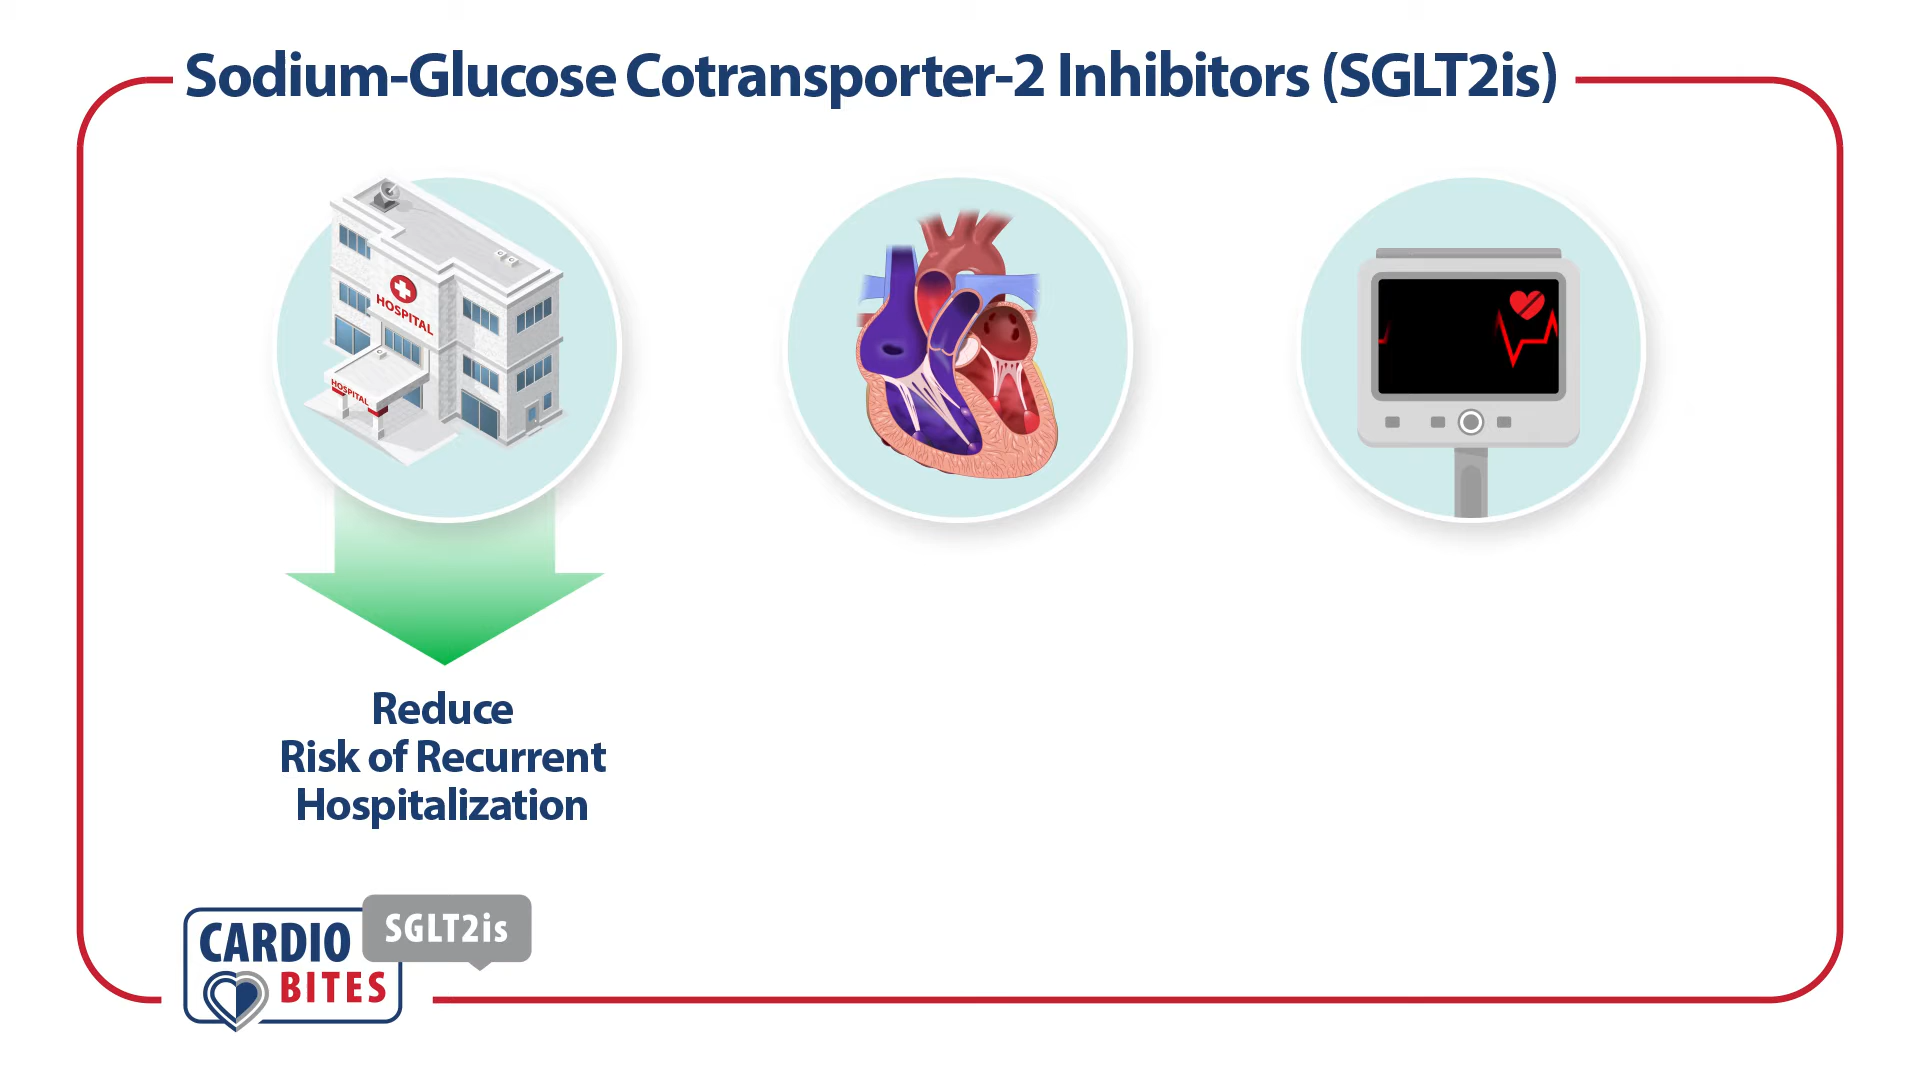 Sodium-Glucose Cotransporter-2 Inhibitors (SGLT2is)
HOSPITAL
HOSPITAL
Reduce
Risk of Recurrent
Hospitalization
CARDIO
BITES
SGLT2is